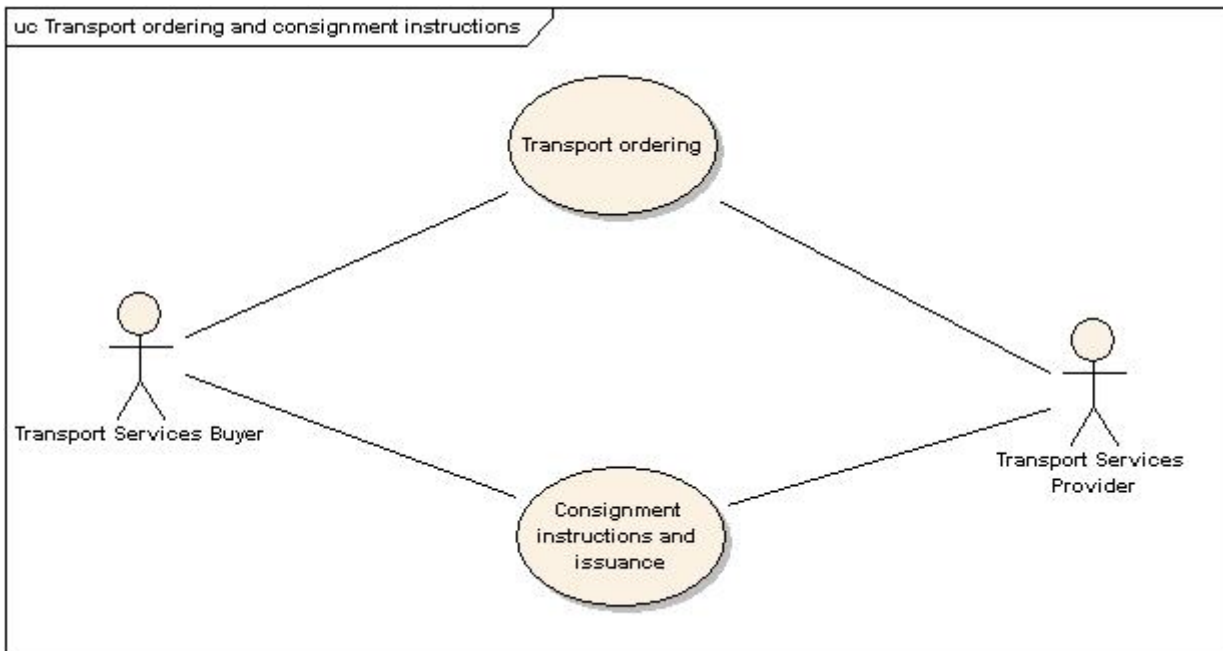 uc Transport ordering and consignment instructions
Transport ordering
Transport Services Buyer
Transport Services
Provider
Consignment
instructions and
issuance